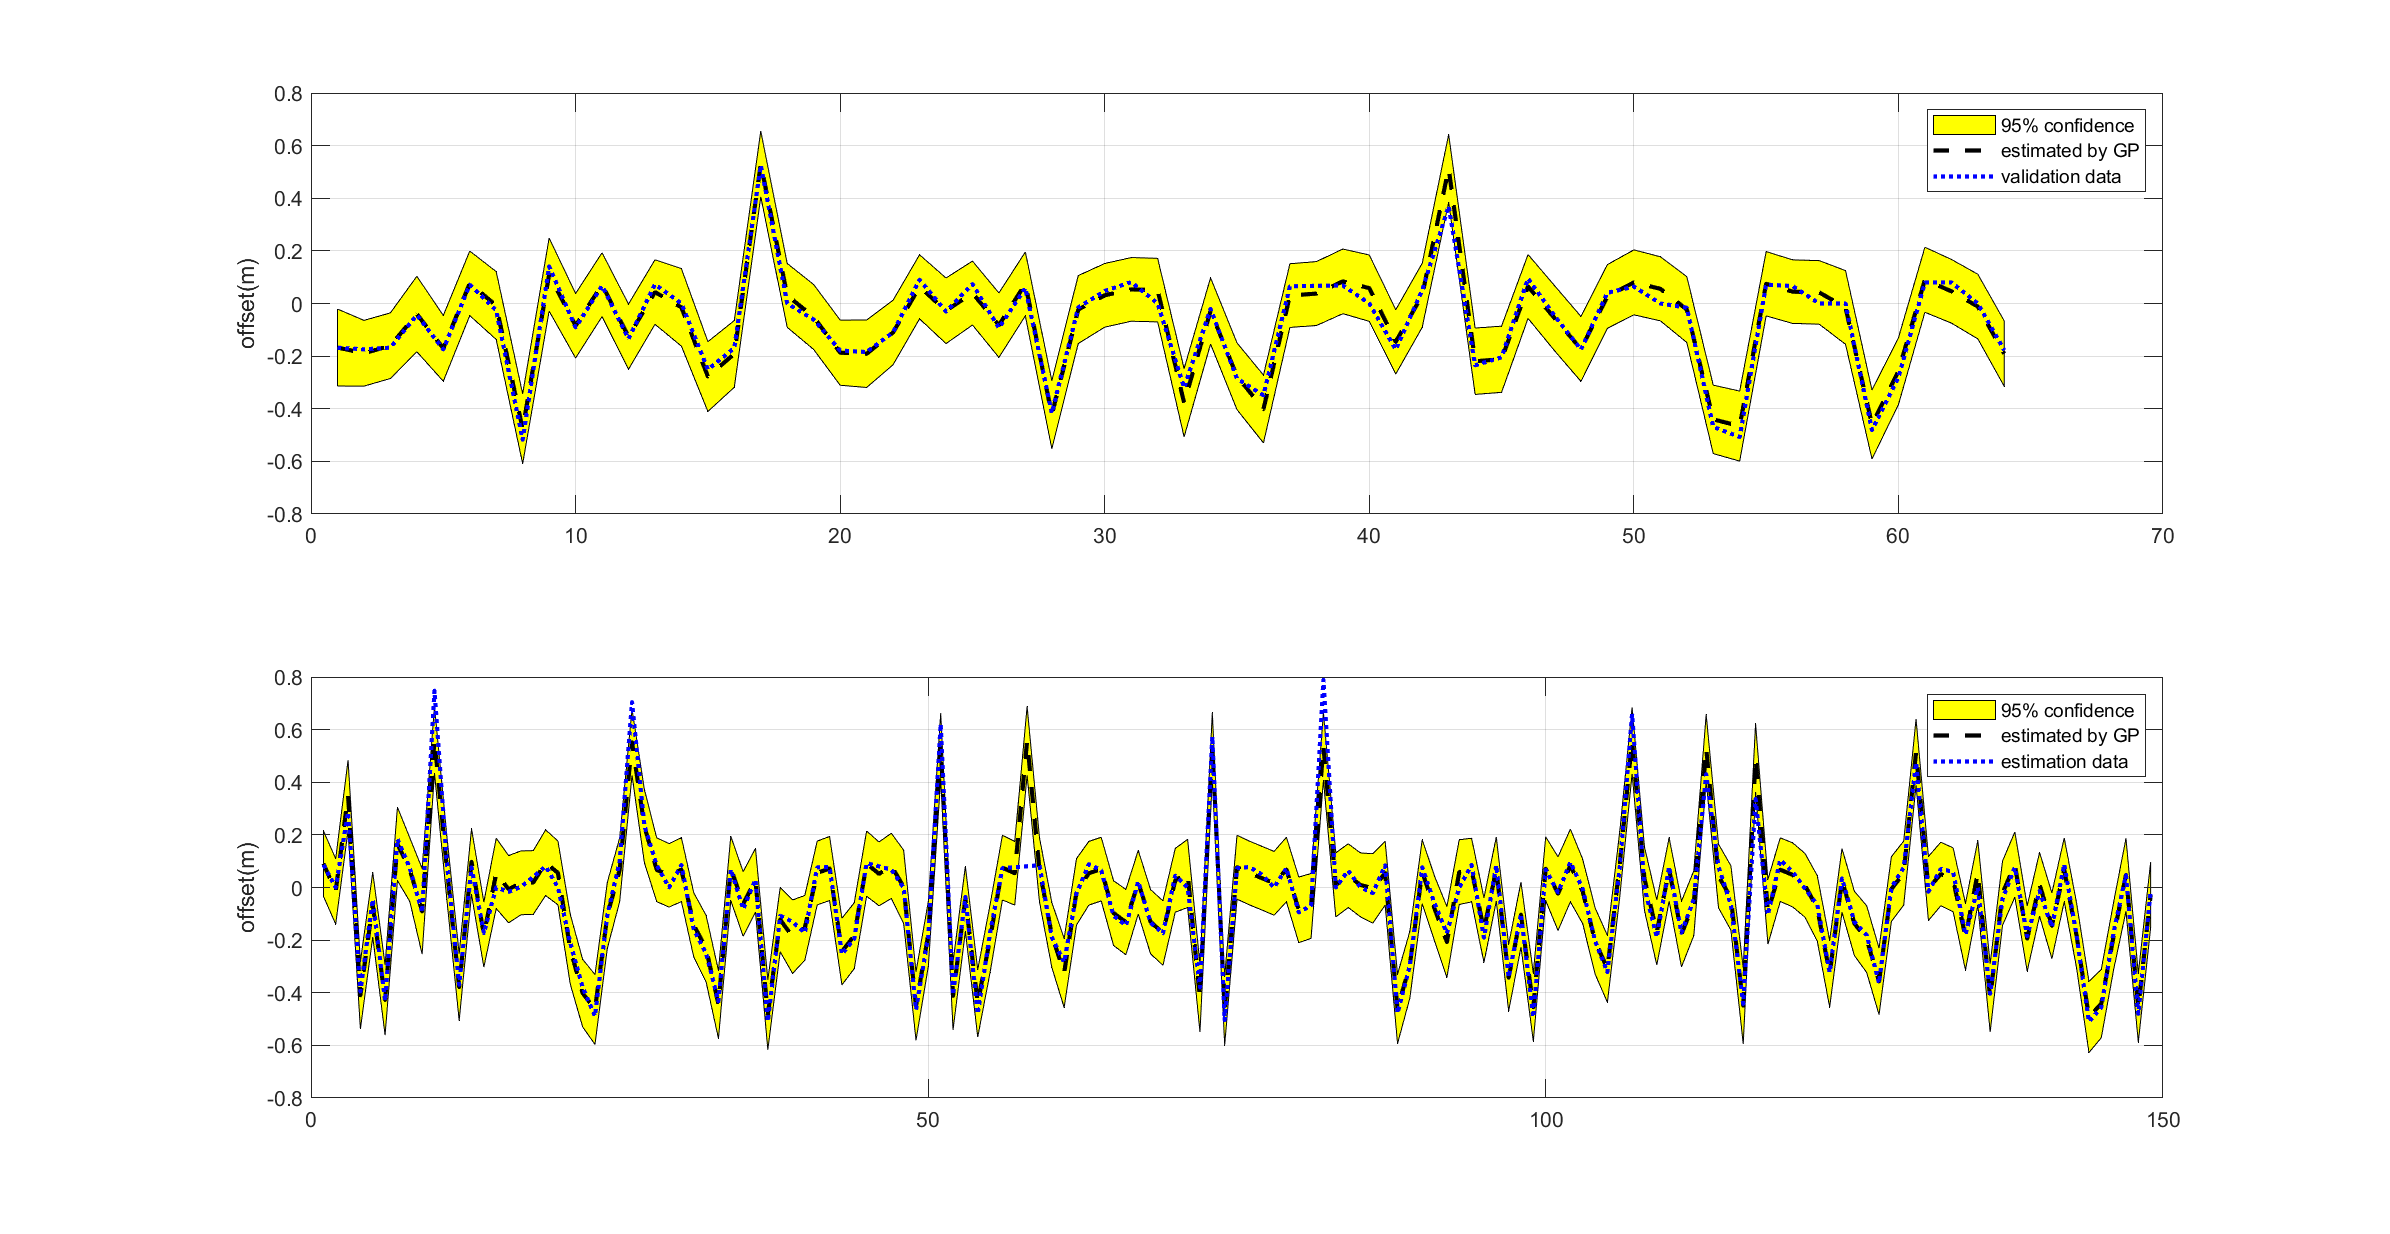 0.8
0.6
0.4
0.2
0
-0.2
-0.4
-0.6
-0.8
offset(m)
0 10 20 30 40 50 60 70
95% confidence
estimated by GP
validation data
0.8
0.6
0.4
0.2
0
-0.2
-0.4
-0.6
-0.8
offset(m)
0 50 100 150
95% confidence
estimated by GP
estimation data